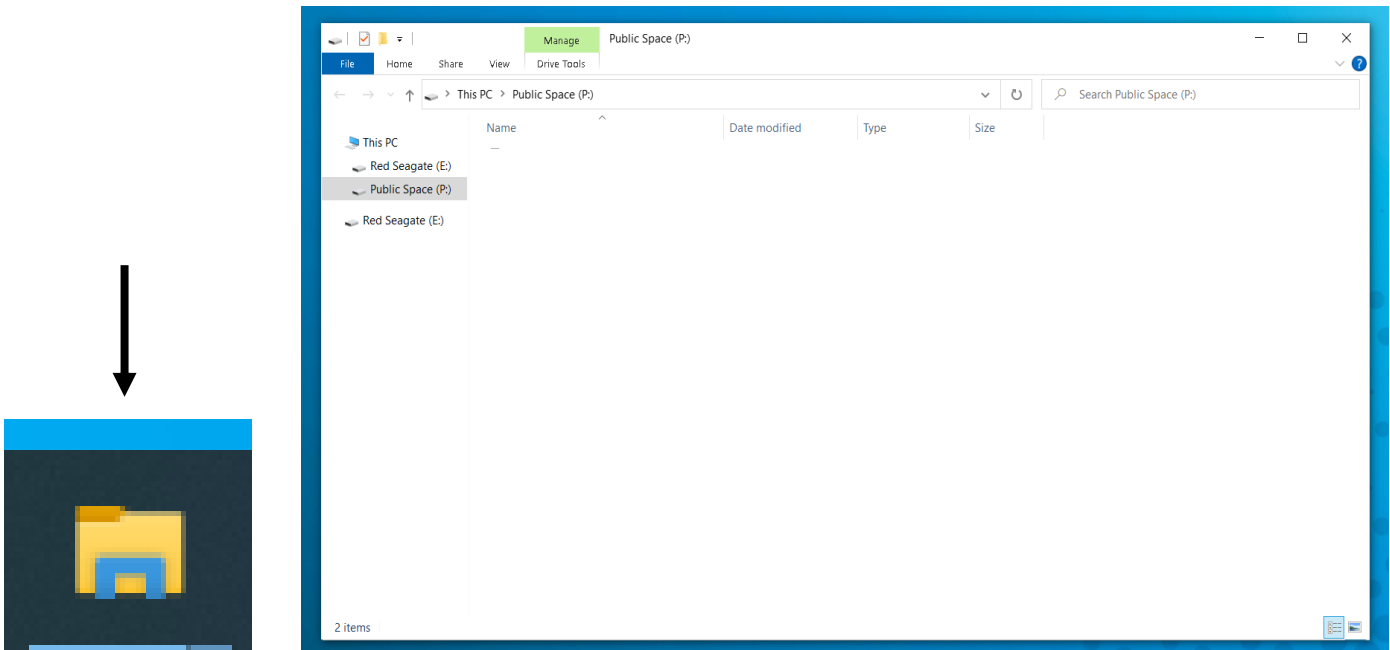 Manage Public Space (P:)
File Home Share View Drive Tools
This PC Public Space (P:) Search Public Space (P:)
Name Date modified Type Size
This PC
Red Seagate (E:)
Public Space (P:)
Red Seagate (E:)
2 items